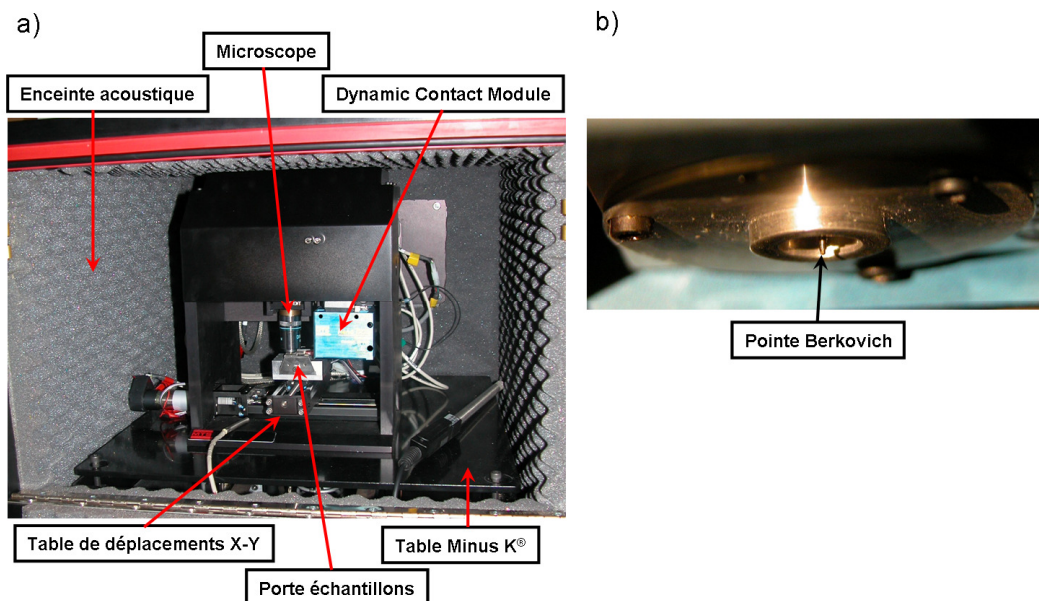 a)
b)
Microscope
Enceinte acoustique
Dynamic Contact Module
Pointe Berkovich
Table de déplacements X-Y
Table Minus K®
Porte échantillons